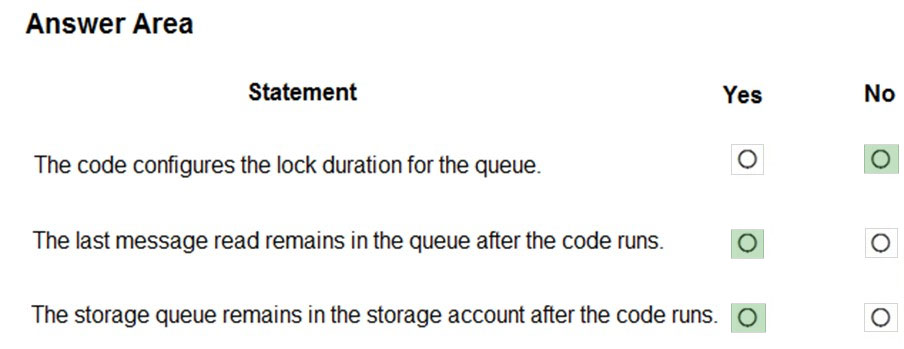 Answer Area
Statement Yes No
The code configures the lock duration for the queue.
The last message read remains in the queue after the code runs.
The storage queue remains in the storage account after the code runs.